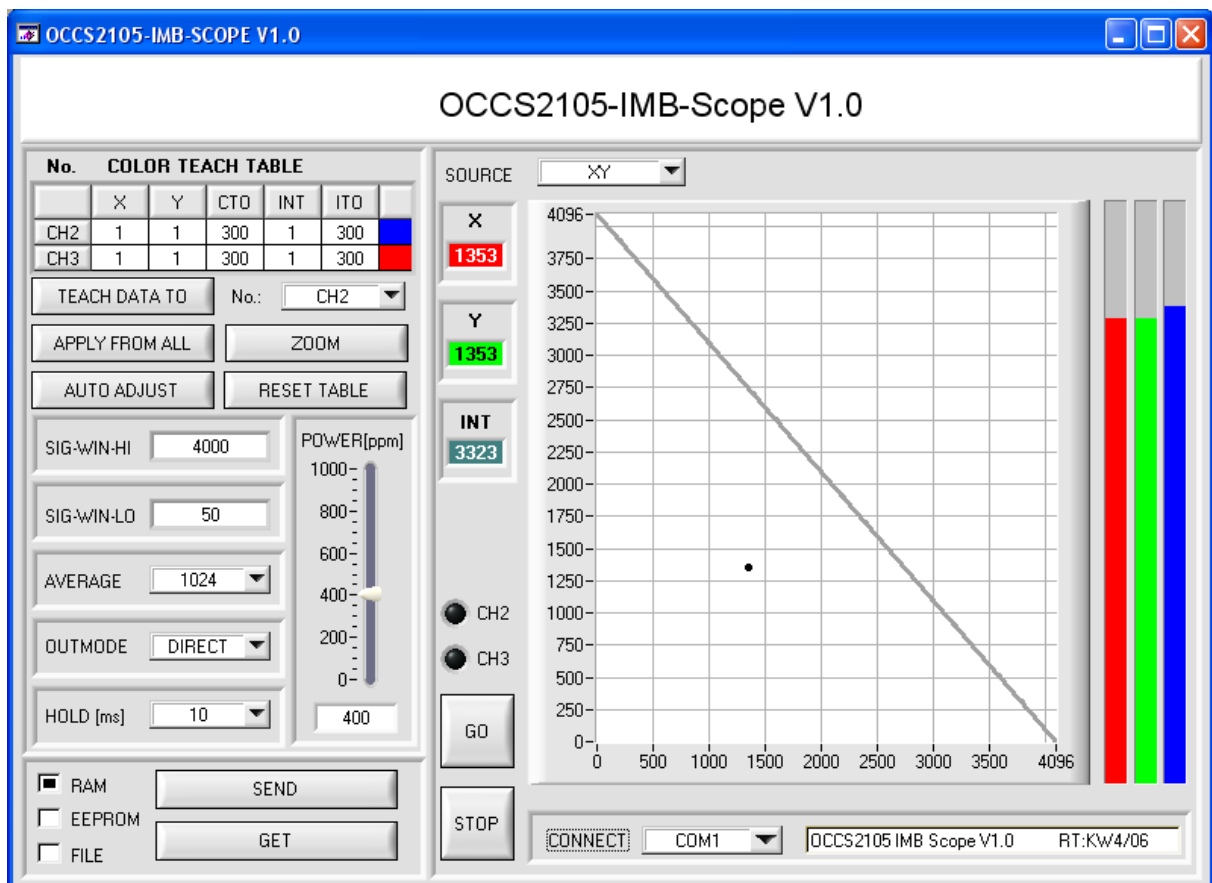 OCCS2105-IMB-SCOPE V1.0
OCCS2105-IMB-Scope V1.0
No. COLOR TEACH TABLE
X Y CTO INT ITO
CH2 1 1 300 1 300
CH3 1 1 300 1 300
TEACH DATA TO No.: CH2
APPLY FROM ALL ZOOM
AUTO ADJUST RESET TABLE
SIG-WIN-HI 4000
SIG-WIN-LO 50
AVERAGE 1024
OUTMODE DIRECT
HOLD [ms] 10
POWER[ppm]
1000
800
600
400
200
0
400
RAM
EEPROM
FILE
SEND
GET
SOURCE XY
X
1353
Y
1353
INT
3323
CH2
CH3
GO
STOP
4096
3750
3500
3250
3000
2750
2500
2250
2000
1750
1500
1250
1000
750
500
250
0
0 500 1000 1500 2000 2500 3000 3500 4096
CONNECT COM1 OCCS2105 IMB Scope V1.0 RT:KW4/06